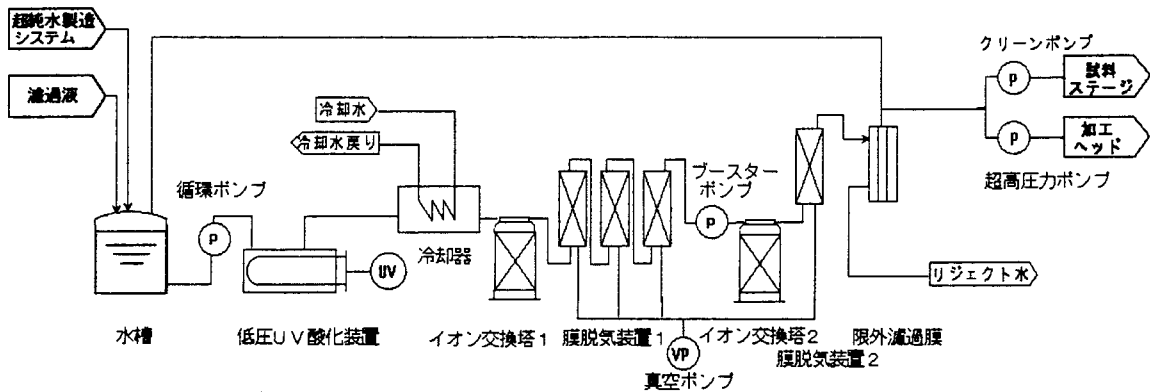 超純水製造
システム
濾過液
冷却水
冷却水戻り
クリーンポンプ
P
試料
ステージ
P
加工
ヘッド
超高圧力ポンプ
循環ポンプ
P
ブースター
ポンプ
P
UV
冷却器
リジェクト水
水槽
低圧UV酸化装置
イオン交換塔1
膜脱気装置1
イオン交換塔2
膜脱気装置2
限外濾過膜
VP
真空ポンプ